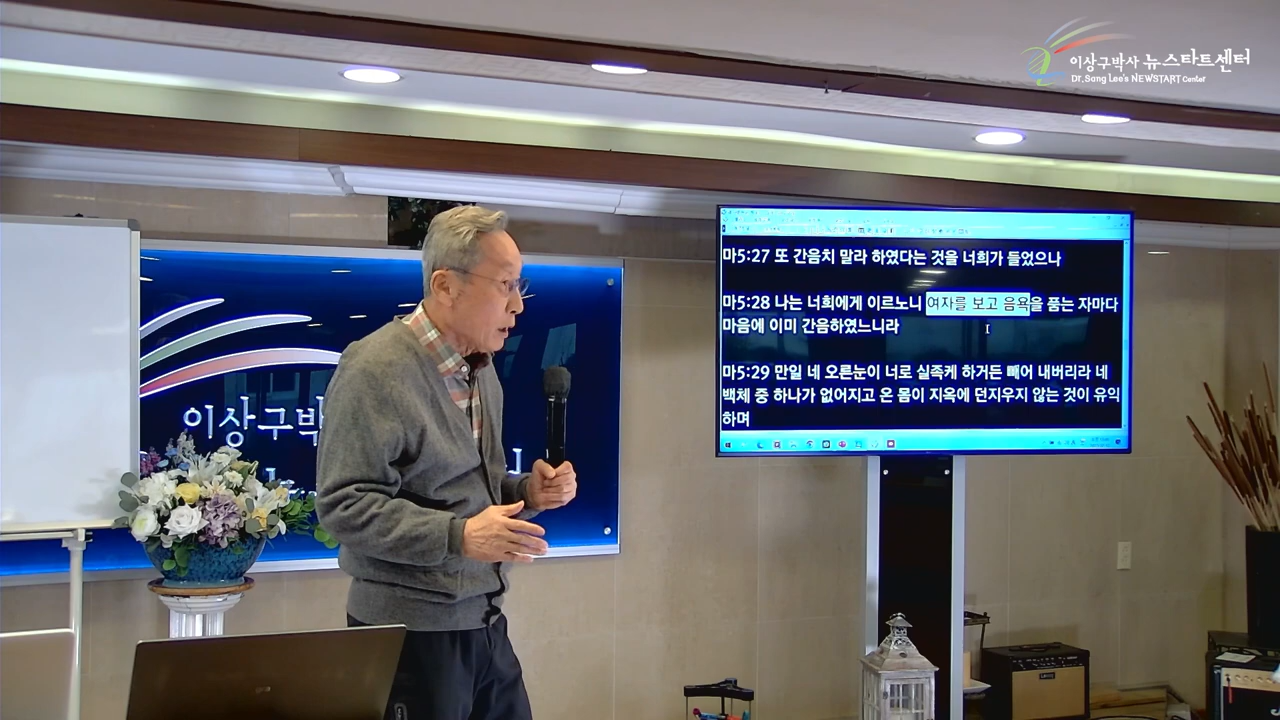 이상구박사 뉴스타트센터
Dr. Sang Lee's NEWSTART Center
마5:27 또 간음치 말라 하였다는 것을 너희가 들었으나
마5:28 나는 너희에게 이르노니 여자를 보고 음욕을 품는 자마다
마음에 이미 간음하였느니라
마5:29 만일 네 오른눈이 너로 실족케 하거든 빼어 내버리라 네
백체 중 하나가 없어지고 온 몸이 지옥에 던지우지 않는 것이 유익
하며
이상구박